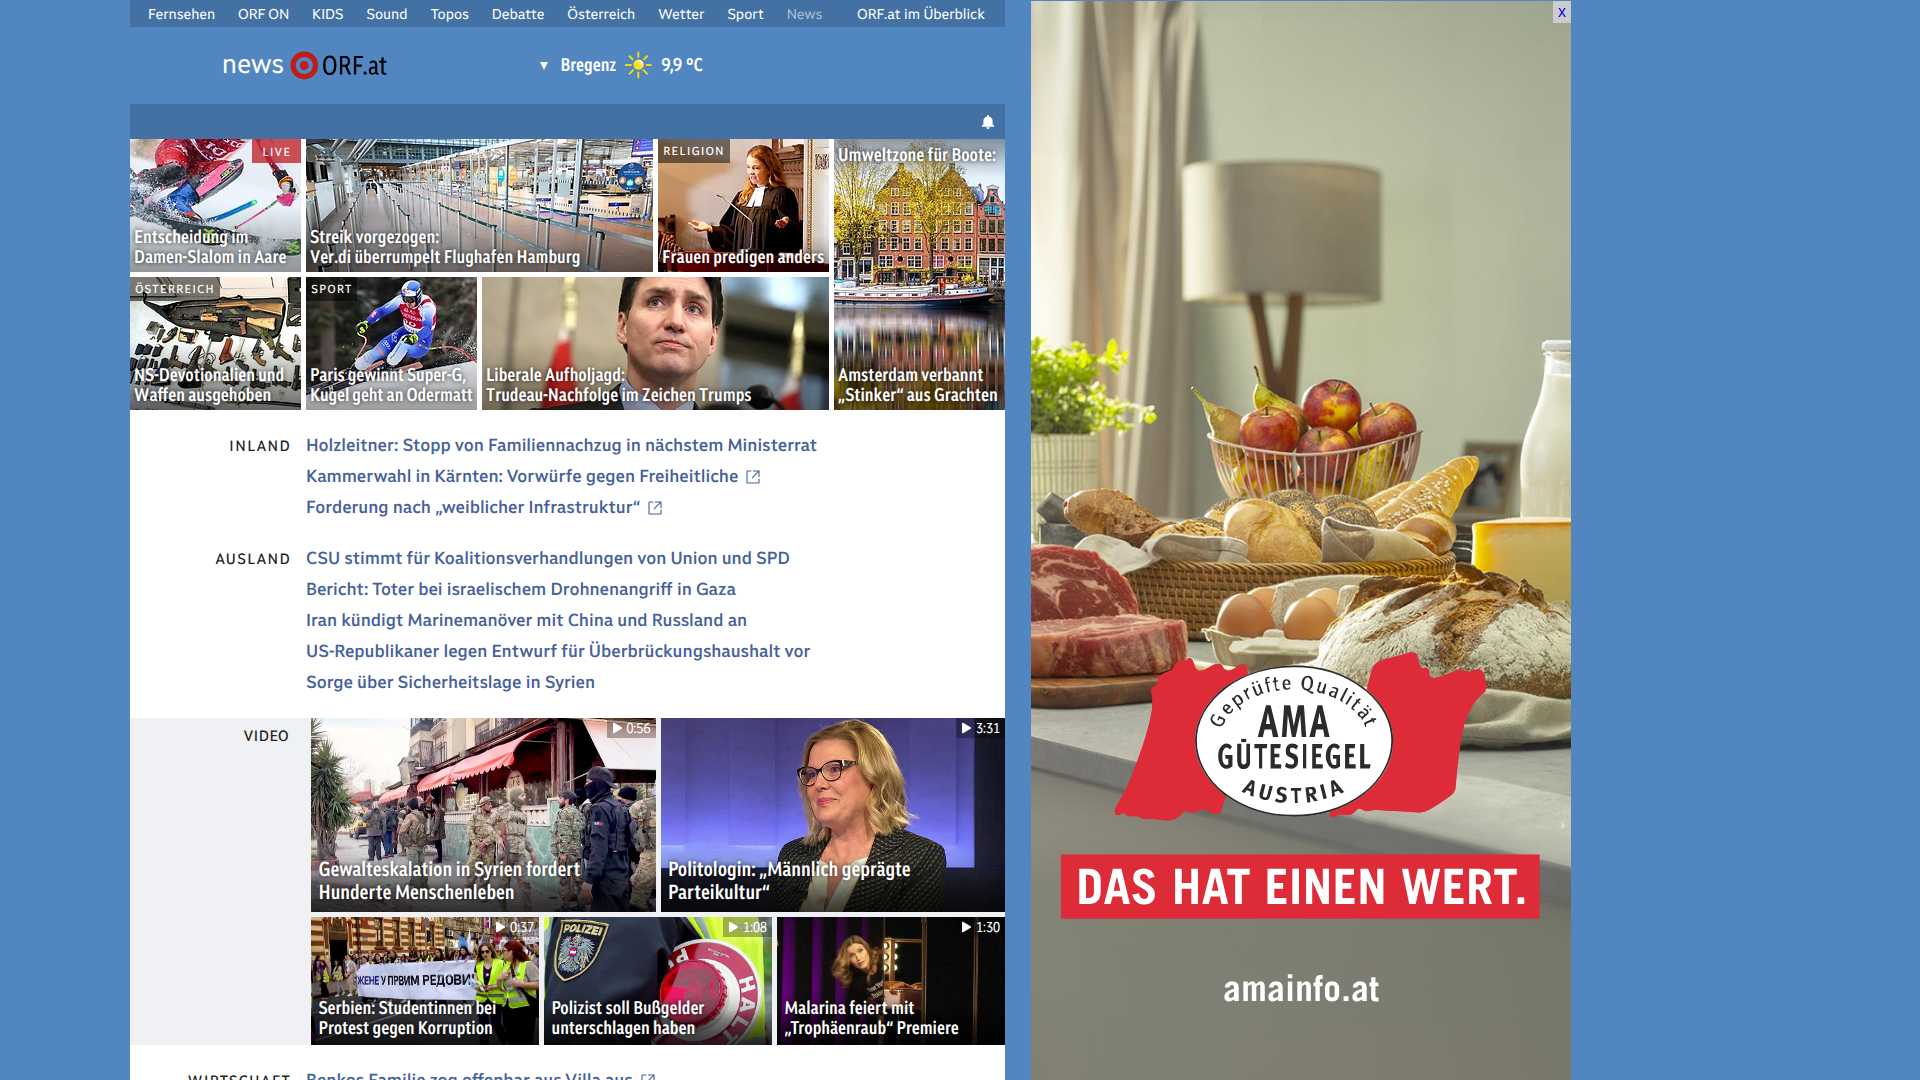 Fernsehen ORF ON KIDS Sound Topos Debatte Österreich Wetter Sport News ORF.at im Überblick
news ORF.at
▼ Bregenz 9,9 °C
LIVE
Entscheidung im
Damen-Slalom in Aare
Streik vorgezogen:
Ver.di überrumpelt Flughafen Hamburg
RELIGION
Frauen predigen anders
Umweltzone für Boote:
Amsterdam verbannt
„Stinker“ aus Grachten
ÖSTERREICH
NS-Devotionalien und
Waffen ausgehoben
SPORT
Paris gewinnt Super-G,
Kugel geht an Odermatt
Liberale Aufholjagd:
Trudeau-Nachfolge im Zeichen Trumps
INLAND
Holzleitner: Stopp von Familiennachzug in nächstem Ministerrat
Kammerwahl in Kärnten: Vorwürfe gegen Freiheitliche
Forderung nach „weiblicher Infrastruktur“
AUSLAND
CSU stimmt für Koalitionsverhandlungen von Union und SPD
Bericht: Toter bei israelischem Drohnenangriff in Gaza
Iran kündigt Marinemanöver mit China und Russland an
US-Republikaner legen Entwurf für Überbrückungshaushalt vor
Sorge über Sicherheitslage in Syrien
VIDEO
0:56
Gewalteskalation in Syrien fordert
Hunderte Menschenleben
3:31
Politologin: „Männlich geprägte
Parteikultur“
0:37
ЖЕНЕ У ПРВИМ РЕДОВИ
Serbien: Studentinnen bei
Protest gegen Korruption
1:08
POLIZEI
HALT
Polizist soll Bußgelder
unterschlagen haben
1:30
Malarina feiert mit
„Trophäenraub“ Premiere
WIRTSCHAFT
Benkos Familie zog offenbar aus Villa aus
X
Geprüfte Qualität
AMA
GÜTESIEGEL
AUSTRIA
DAS HAT EINEN WERT.
amainfo.at